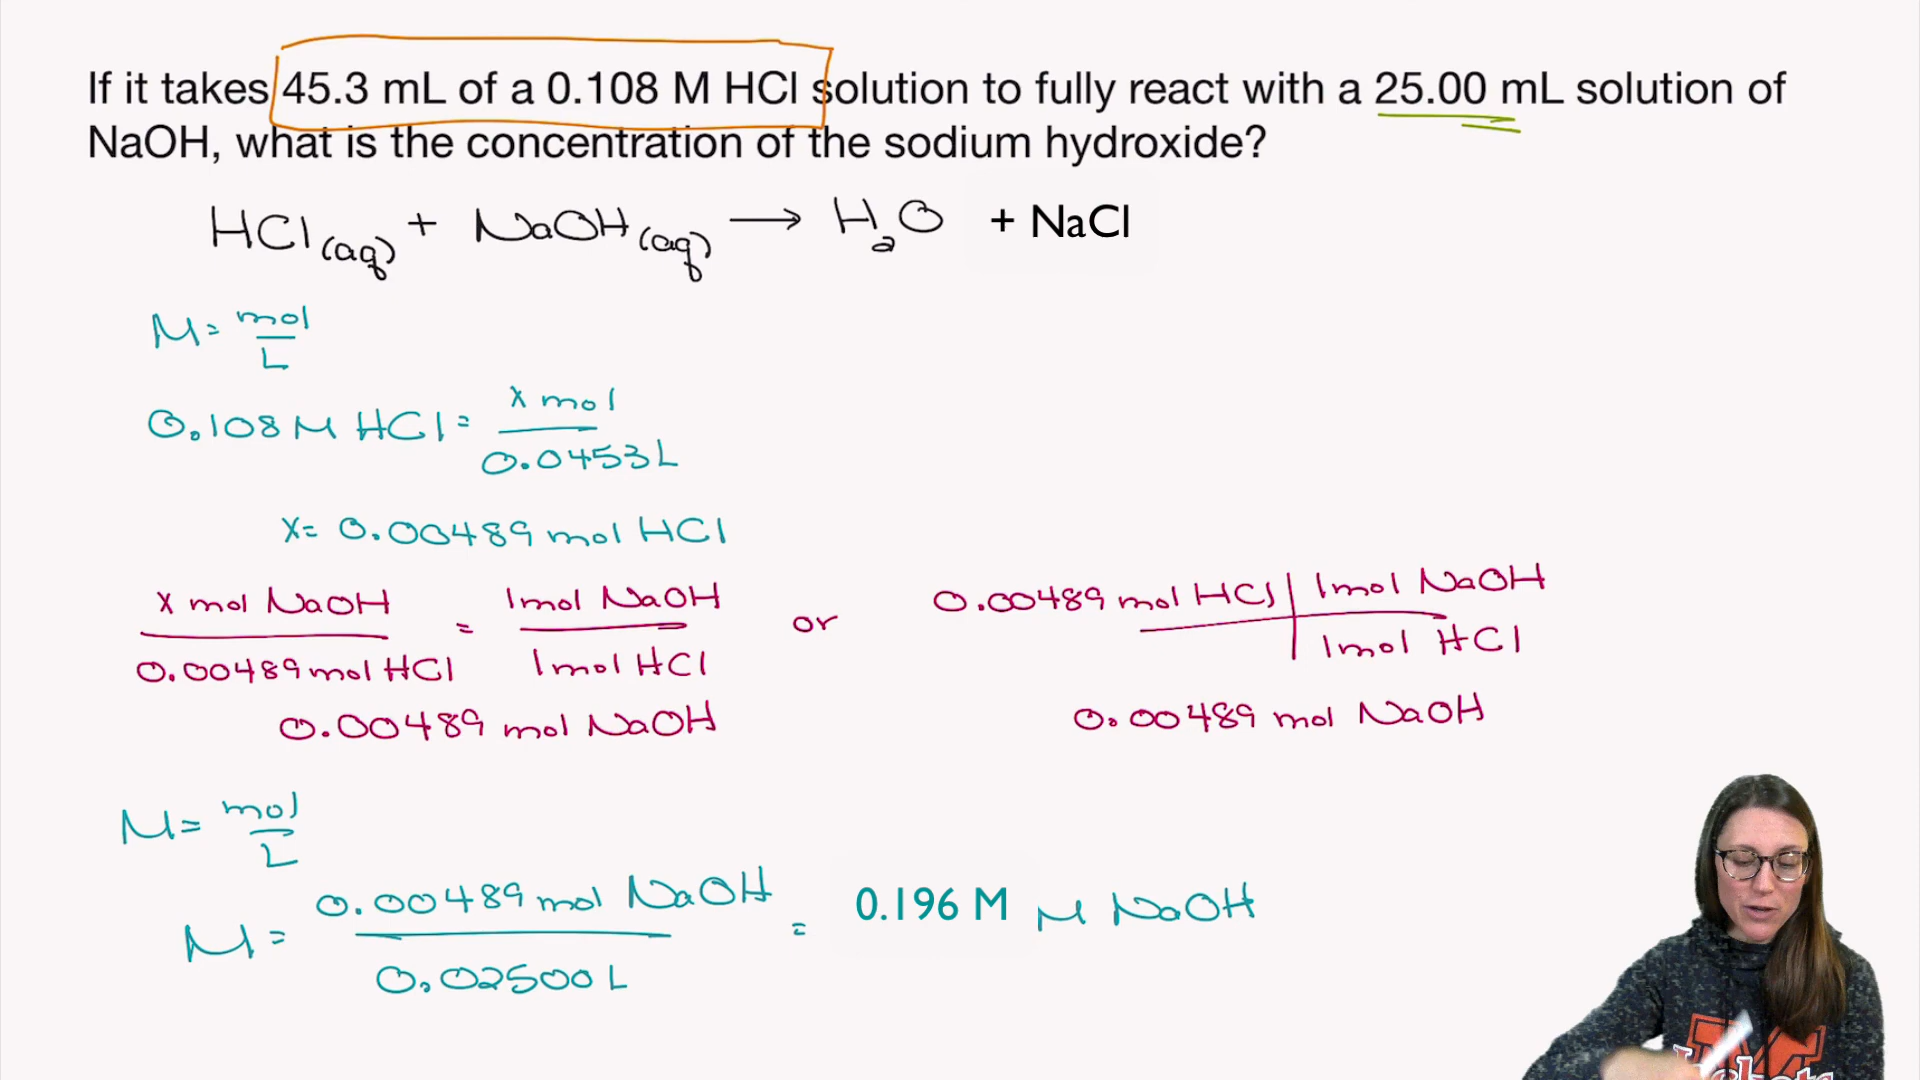 If it takes 45.3 mL of a 0.108 M HCl solution to fully react with a 25.00 mL solution of
NaOH, what is the concentration of the sodium hydroxide?
HCl(aq) + NaOH(aq) ⟶ H₂O + NaCl
M = mol/L
0.108 M HCl = x mol/0.0453 L
x = 0.00489 mol HCl
x mol NaOH/0.00489 mol HCl = 1 mol NaOH/1 mol HCl or 0.00489 mol HCl | 1 mol NaOH/1 mol HCl
0.00489 mol NaOH 0.00489 mol NaOH
M = mol/L
M = 0.00489 mol NaOH/0.02500 L = 0.196 M M NaOH